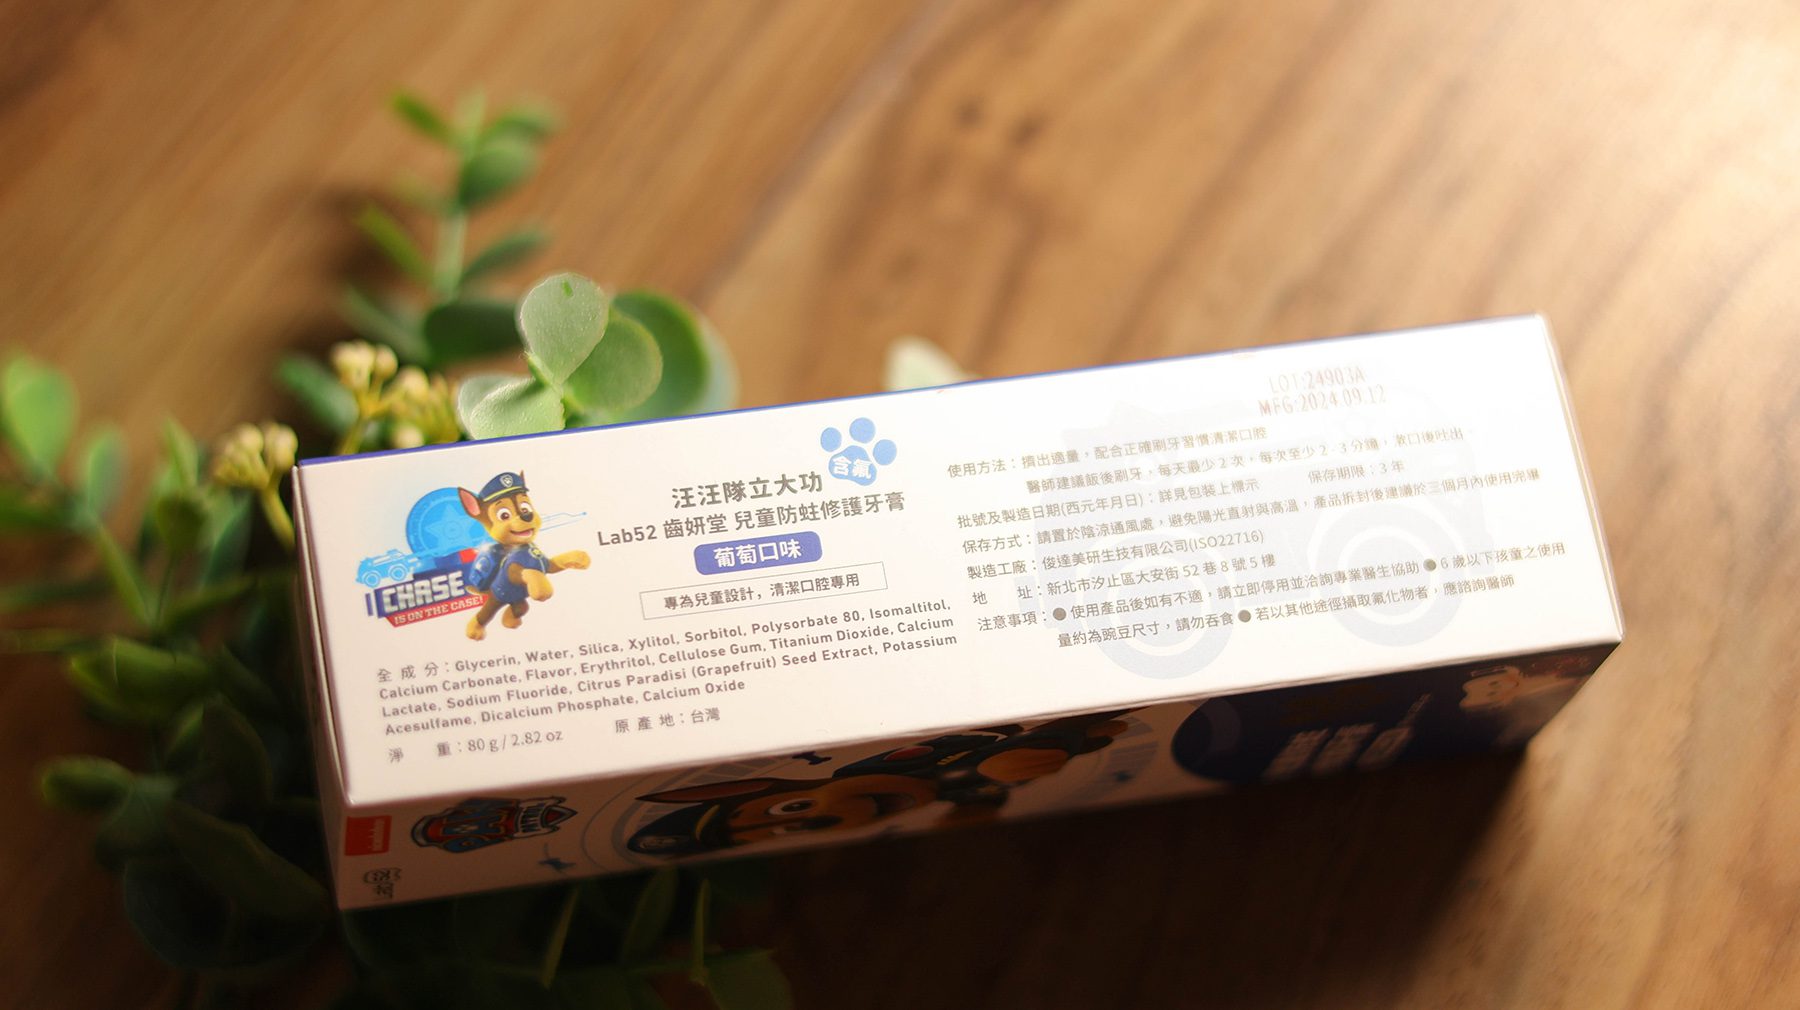 CHASE
IS ON THE CASE!
含氟
汪汪隊立大功
Lab52 齒妍堂 兒童防蛀修護牙膏
葡萄口味
專為兒童設計，清潔口腔專用
全成分：Glycerin, Water, Silica, Xylitol, Sorbitol, Polysorbate 80, Isomaltitol,
Calcium Carbonate, Flavor, Erythritol, Cellulose Gum, Titanium Dioxide, Calcium
Lactate, Sodium Fluoride, Citrus Paradisi (Grapefruit) Seed Extract, Potassium
Acesulfame, Dicalcium Phosphate, Calcium Oxide
淨 重：80 g / 2.82 oz 原產地：台灣
LOT:24903A
MFG:2024.09.12
使用方法：擠出適量，配合正確刷牙習慣清潔口腔
醫師建議飯後刷牙，每天最少 2 次，每次至少 2 - 3 分鐘，漱口後吐出。
批號及製造日期(西元年月日)：詳見包裝上標示 保存期限：3 年
保存方式：請置於陰涼通風處，避免陽光直射與高溫，產品拆封後建議於三個月內使用完畢
製造工廠：俊達美研生技有限公司(ISO22716)
地 址：新北市汐止區大安街 52 巷 8 號 5 樓
注意事項：● 使用產品後如有不適，請立即停用並洽詢專業醫生協助 ● 6 歲以下孩童之使用
量約為豌豆尺寸，請勿吞食 ● 若以其他途徑攝取氟化物者，應諮詢醫師